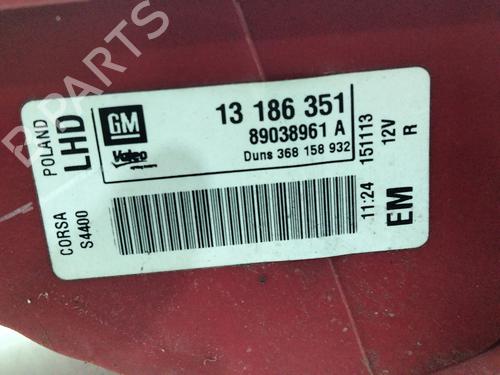 B-PARTS
POLAND
LHD
CORSA
S4400
GM
Valeo
13 186 351
89038961 A
Duns 368 158 932
11:24 151113
12V
R
EM